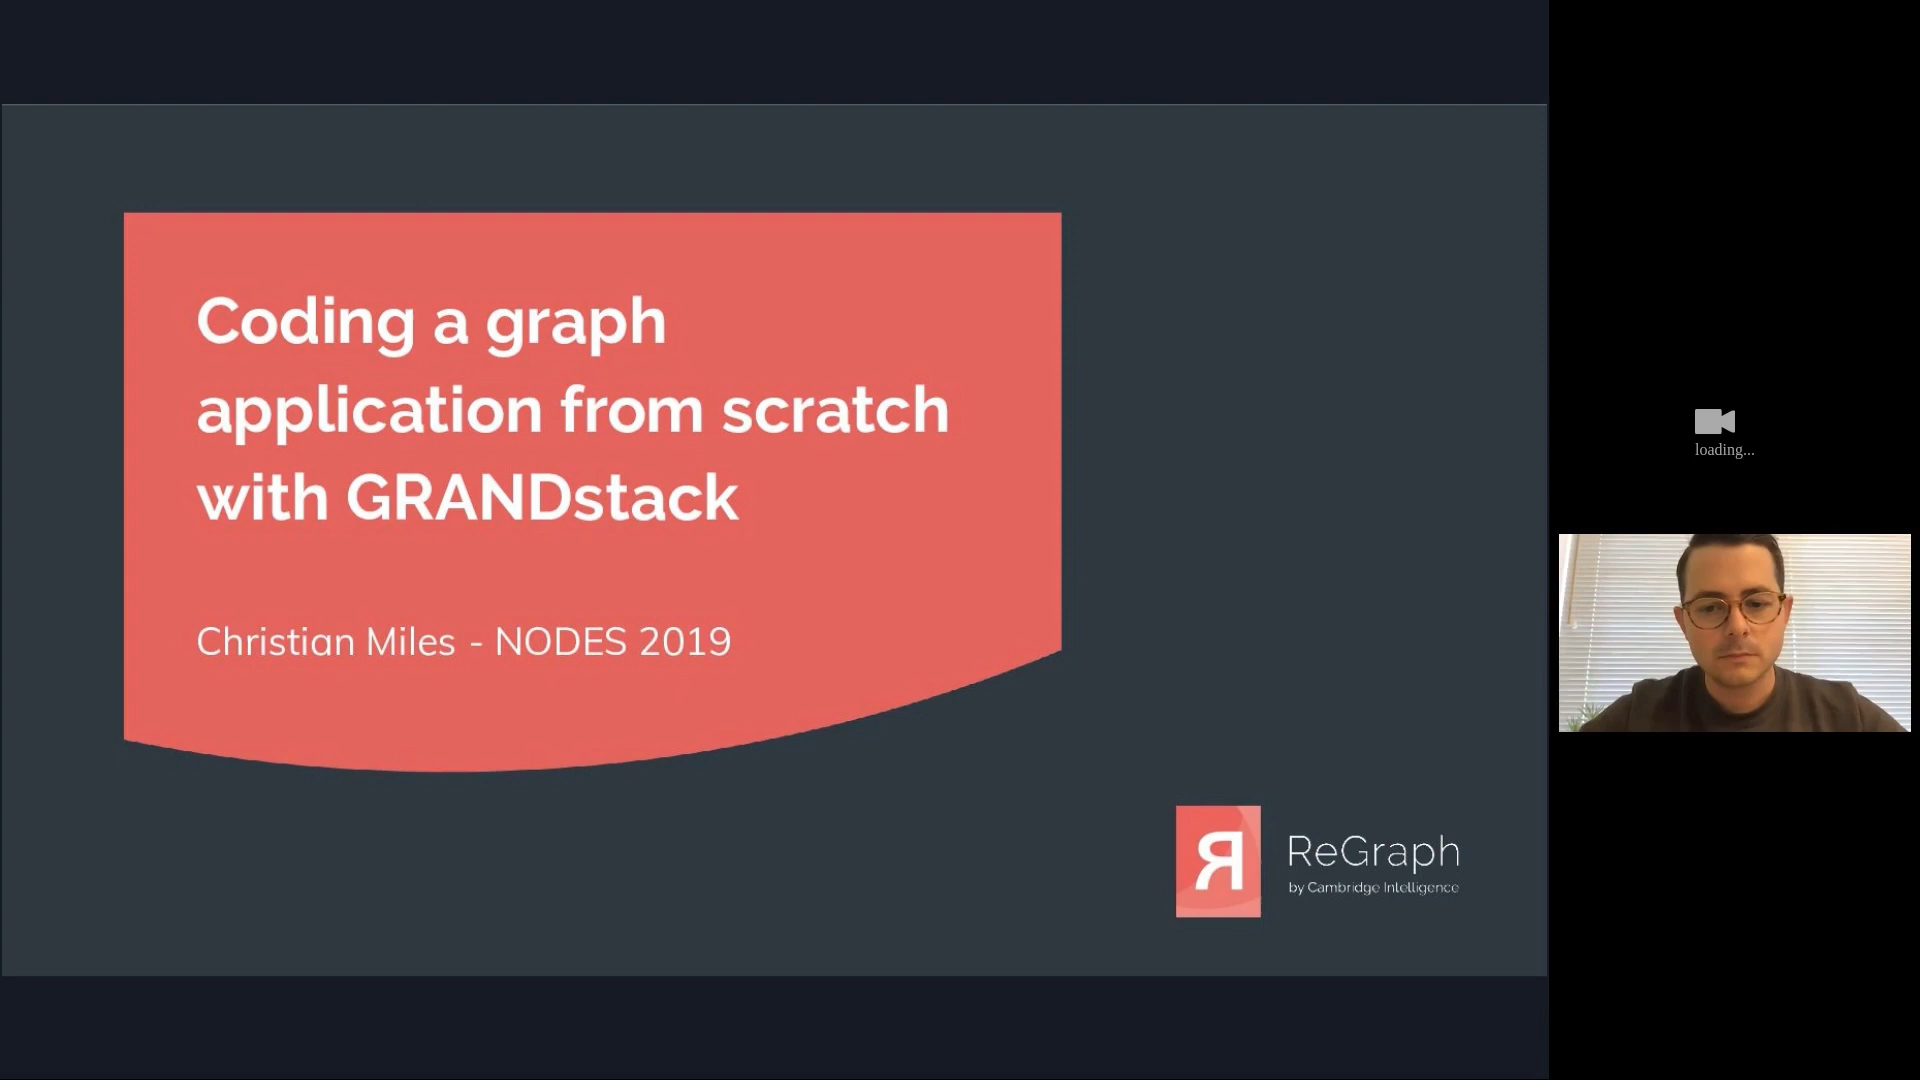 Coding a graph
application from scratch
with GRANDstack
Christian Miles - NODES 2019
ReGraph
by Cambridge Intelligence
loading...